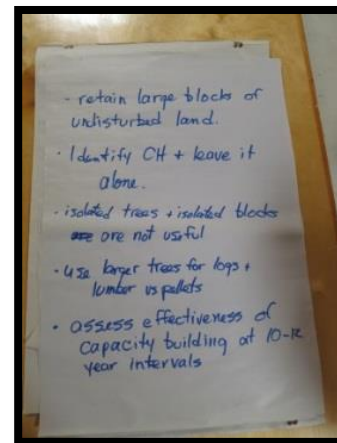 - retain large blocks of
undisturbed land.
- Identify CH + leave it
alone.
- isolated trees + isolated blocks
are not useful
- use larger trees for logs +
lumber vs pellets
• assess effectiveness of
capacity building at 10-12
year intervals